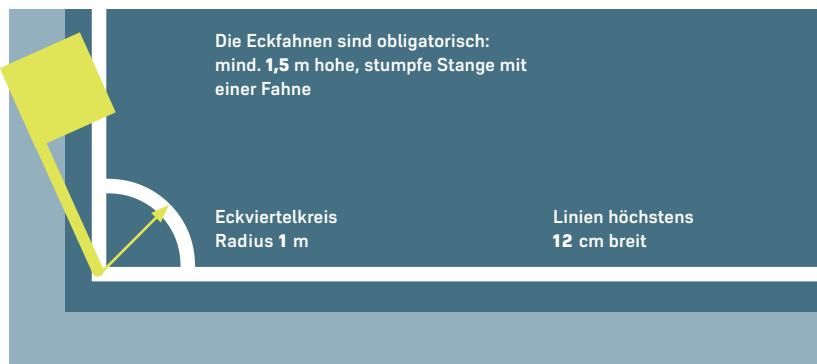 Die Eckfahnen sind obligatorisch:
mind. 1,5 m hohe, stumpfe Stange mit
einer Fahne
Eckviertelkreis
Radius 1 m
Linien höchstens
12 cm breit